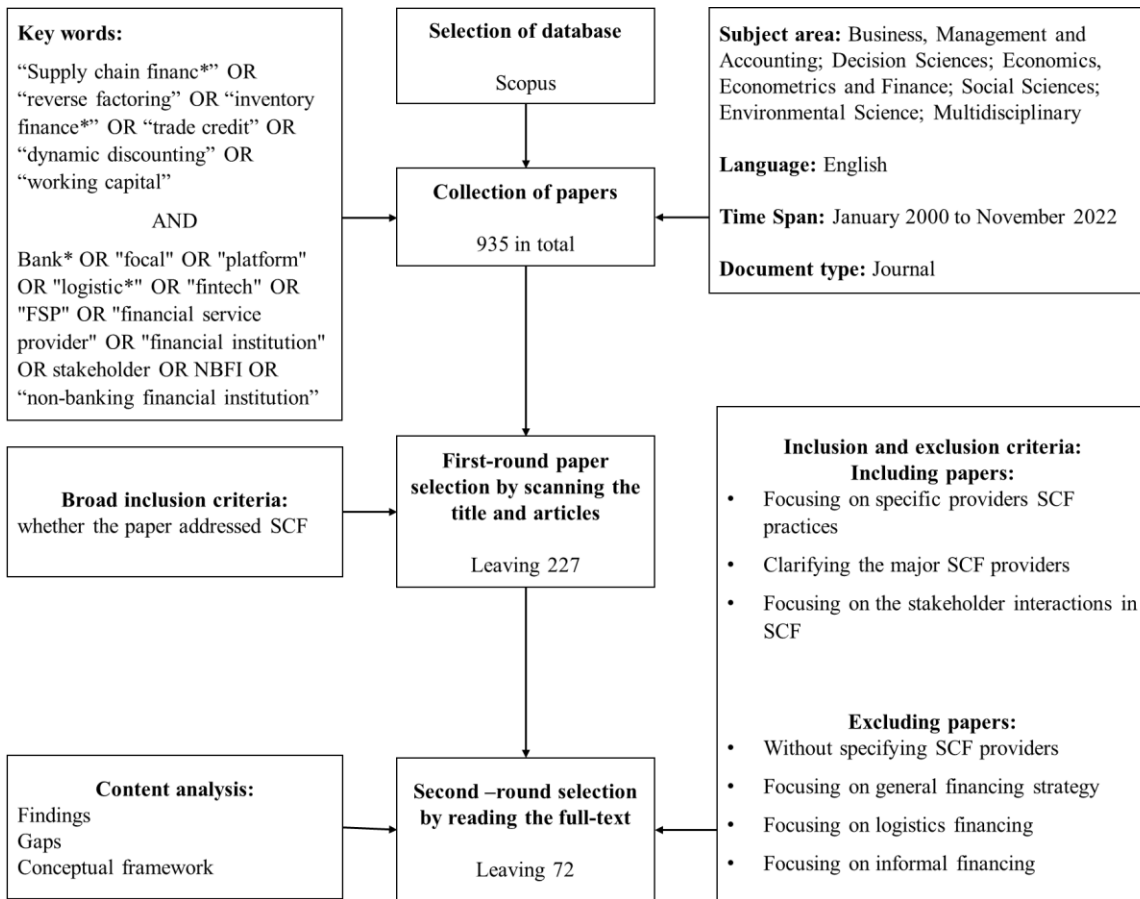 Key words:
“Supply chain financ*” OR
“reverse factoring” OR “inventory
finance*” OR “trade credit” OR
“dynamic discounting” OR
“working capital”
AND
Bank* OR "focal" OR "platform"
OR "logistic*" OR "fintech" OR
"FSP" OR "financial service
provider" OR "financial institution"
OR stakeholder OR NBFI OR
“non-banking financial institution”
Selection of database
Scopus
Subject area: Business, Management and
Accounting; Decision Sciences; Economics,
Econometrics and Finance; Social Sciences;
Environmental Science; Multidisciplinary
Language: English
Time Span: January 2000 to November 2022
Document type: Journal
Collection of papers
935 in total
Broad inclusion criteria:
whether the paper addressed SCF
First-round paper
selection by scanning the
title and articles
Leaving 227
Inclusion and exclusion criteria:
Including papers:
• Focusing on specific providers SCF
practices
• Clarifying the major SCF providers
• Focusing on the stakeholder interactions in
SCF
Excluding papers:
• Without specifying SCF providers
• Focusing on general financing strategy
• Focusing on logistics financing
• Focusing on informal financing
Content analysis:
Findings
Gaps
Conceptual framework
Second –round selection
by reading the full-text
Leaving 72